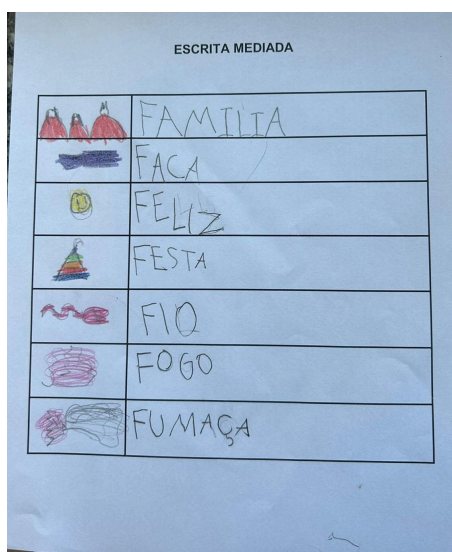 ESCRITA MEDIADA
FAMILIA
FACA
FELIZ
FESTA
FIO
FOGO
FUMAÇA